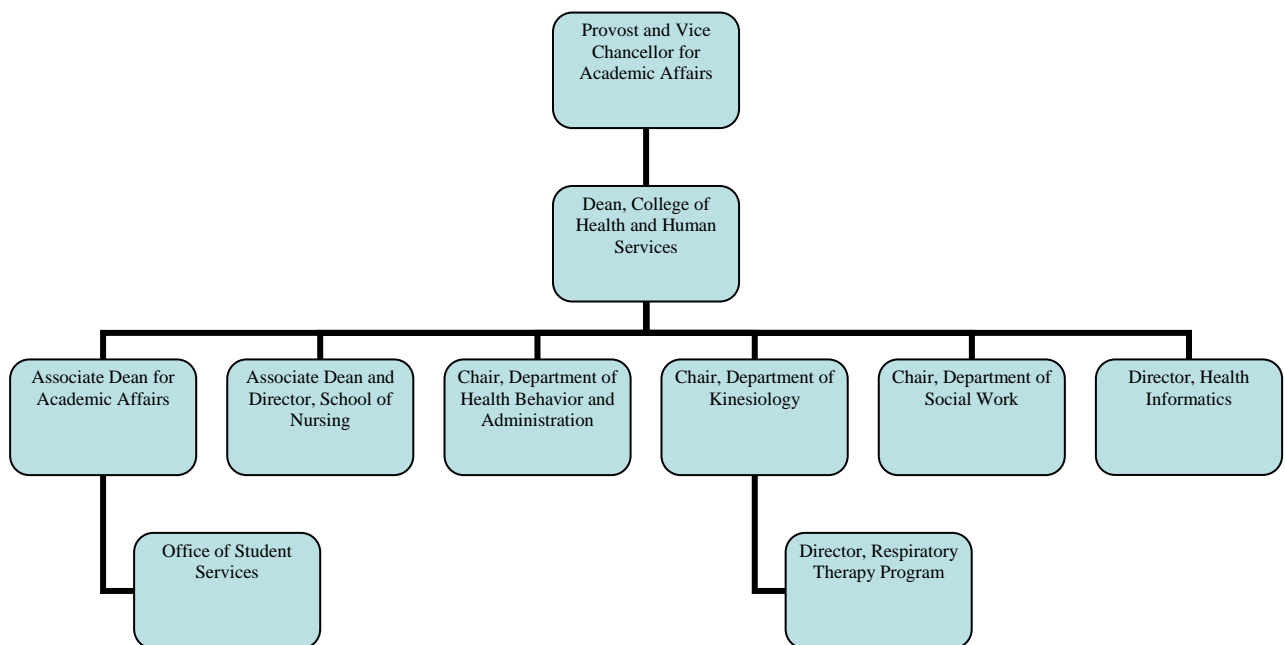 Provost and Vice
Chancellor for
Academic Affairs
Dean, College of
Health and Human
Services
Associate Dean for
Academic Affairs
Associate Dean and
Director, School of
Nursing
Chair, Department of
Health Behavior and
Administration
Chair, Department of
Kinesiology
Chair, Department of
Social Work
Director, Health
Informatics
Office of Student
Services
Director, Respiratory
Therapy Program